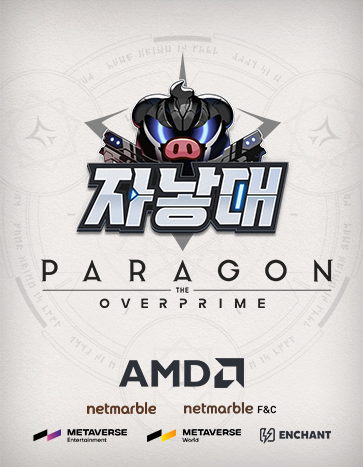 자낳대
PARAGON
THE
OVERPRIME
AMD
netmarble netmarble F&C
METAVERSE Entertainment METAVERSE World ENCHANT